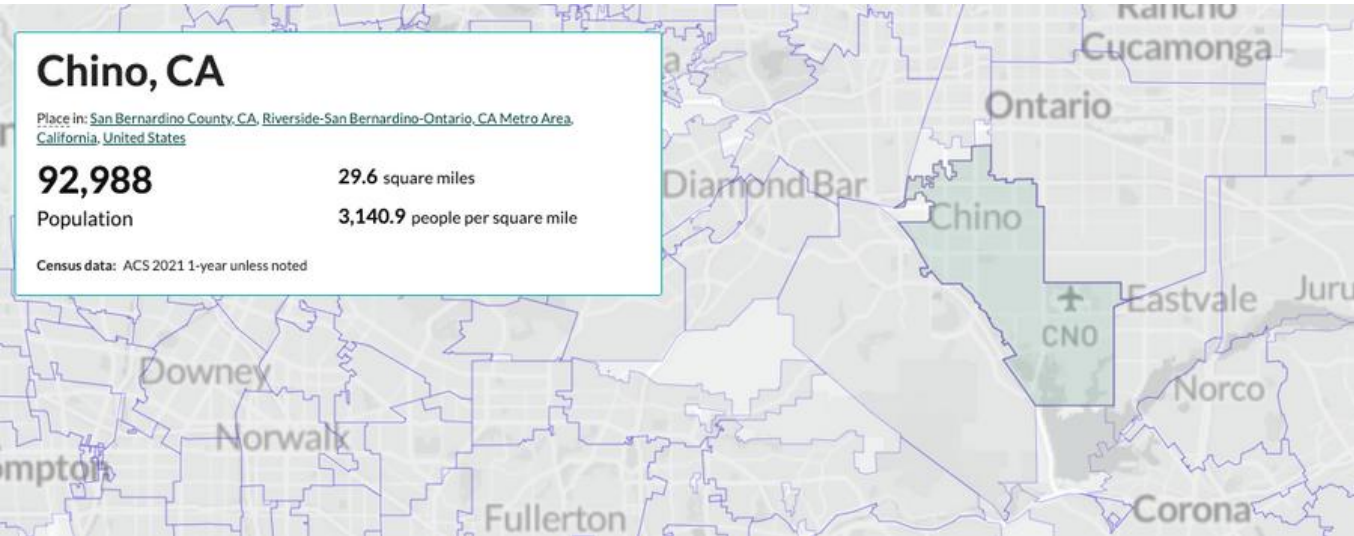 Chino, CA
Place in: San Bernardino County, CA, Riverside-San Bernardino-Ontario, CA Metro Area,
California, United States
92,988
Population
29.6 square miles
3,140.9 people per square mile
Census data: ACS 2021 1-year unless noted
Rancho
Cucamonga
Ontario
Diamond Bar
Chino
Eastvale
CNO
Downey
Norco
Norwalk
Fullerton
Corona